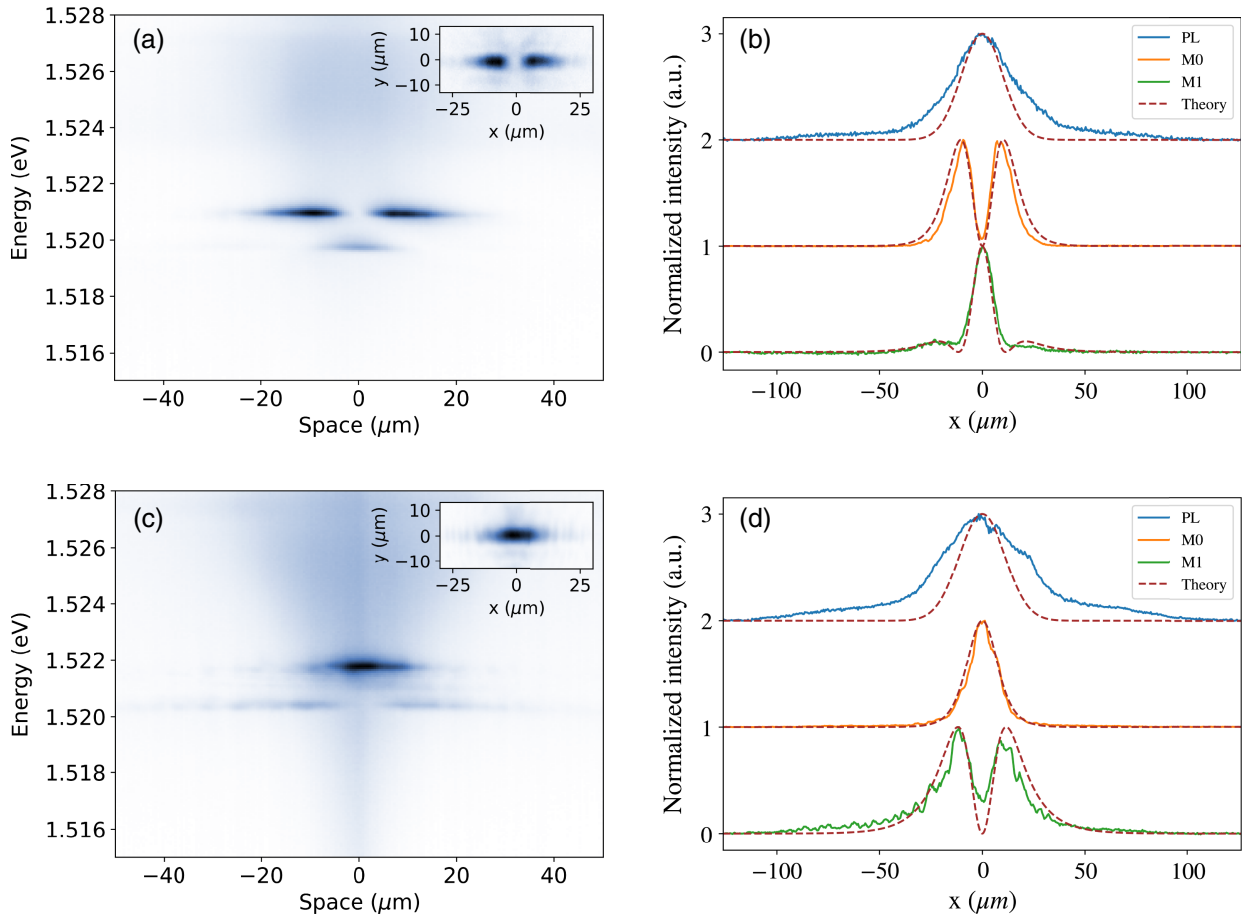 (a)
1.528
1.526
1.524
1.522
1.520
1.518
1.516
Energy (eV)
−40 −20 0 20 40
Space (μm)
10
0
−10
y (μm)
−25 0 25
x (μm)
(b)
3
2
1
0
Normalized intensity (a.u.)
PL
M0
M1
Theory
−100 −50 0 50 100
x (μm)
(c)
1.528
1.526
1.524
1.522
1.520
1.518
1.516
Energy (eV)
−40 −20 0 20 40
Space (μm)
10
0
−10
y (μm)
−25 0 25
x (μm)
(d)
3
2
1
0
Normalized intensity (a.u.)
PL
M0
M1
Theory
−100 −50 0 50 100
x (μm)